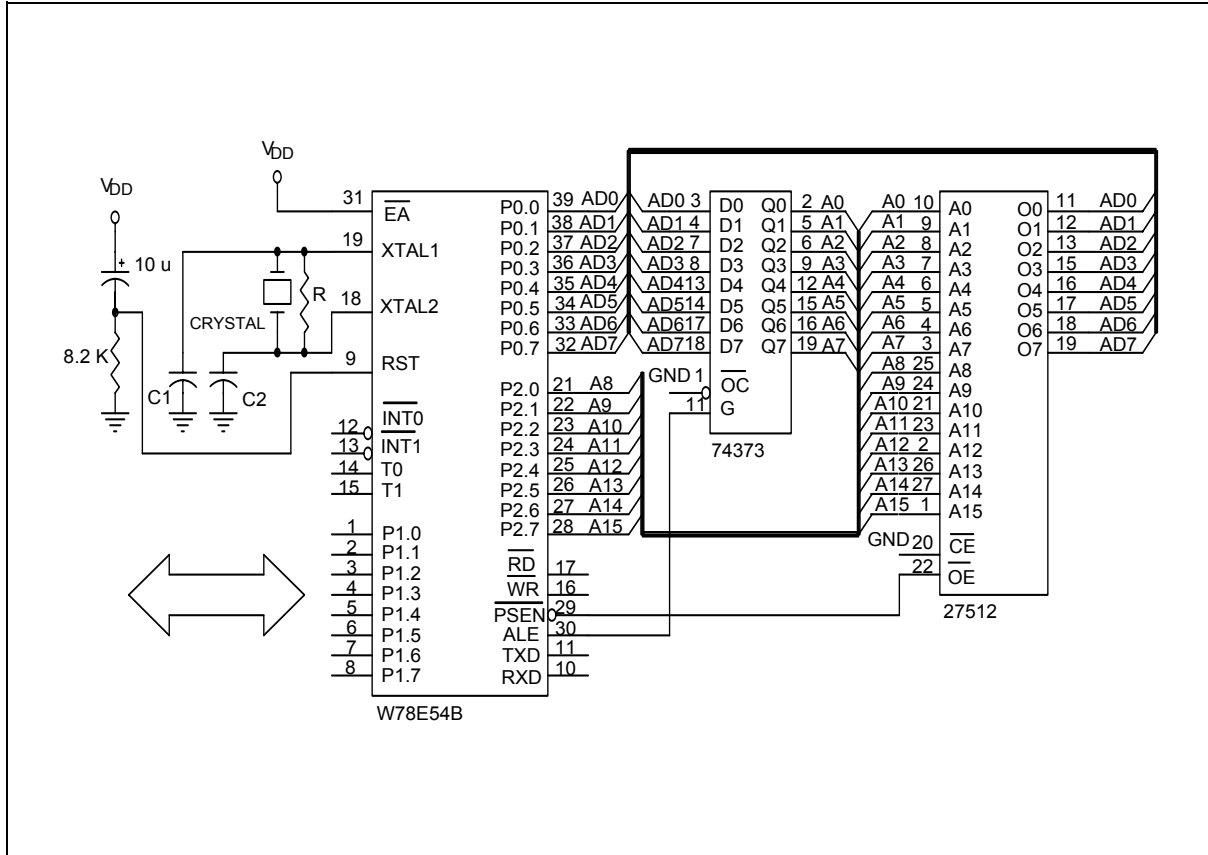 VDD
VDD
10 u
8.2 K
C1
C2
CRYSTAL
R
31
19
18
9
12
13
14
15
1
2
3
4
5
6
7
8
EA
XTAL1
XTAL2
RST
INT0
INT1
T0
T1
P1.0
P1.1
P1.2
P1.3
P1.4
P1.5
P1.6
P1.7
P0.0 39 AD0
P0.1 38 AD1
P0.2 37 AD2
P0.3 36 AD3
P0.4 35 AD4
P0.5 34 AD5
P0.6 33 AD6
P0.7 32 AD7
P2.0 21 A8
P2.1 22 A9
P2.2 23 A10
P2.3 24 A11
P2.4 25 A12
P2.5 26 A13
P2.6 27 A14
P2.7 28 A15
RD 17
WR 16
PSEN 29
ALE 30
TXD 11
RXD 10
W78E54B
AD0 3 D0 Q0 2 A0
AD1 4 D1 Q1 5 A1
AD2 7 D2 Q2 6 A2
AD3 8 D3 Q3 9 A3
AD4 13 D4 Q4 12 A4
AD5 14 D5 Q5 15 A5
AD6 17 D6 Q6 16 A6
AD7 18 D7 Q7 19 A7
GND 1 OC
11 G
74373
A0 10 A0 O0 11 AD0
A1 9 A1 O1 12 AD1
A2 8 A2 O2 13 AD2
A3 7 A3 O3 15 AD3
A4 6 A4 O4 16 AD4
A5 5 A5 O5 17 AD5
A6 4 A6 O6 18 AD6
A7 3 A7 O7 19 AD7
A8 25 A8
A9 24 A9
A10 21 A10
A11 23 A11
A12 2 A12
A13 26 A13
A14 27 A14
A15 1 A15
GND 20 CE
22 OE
27512